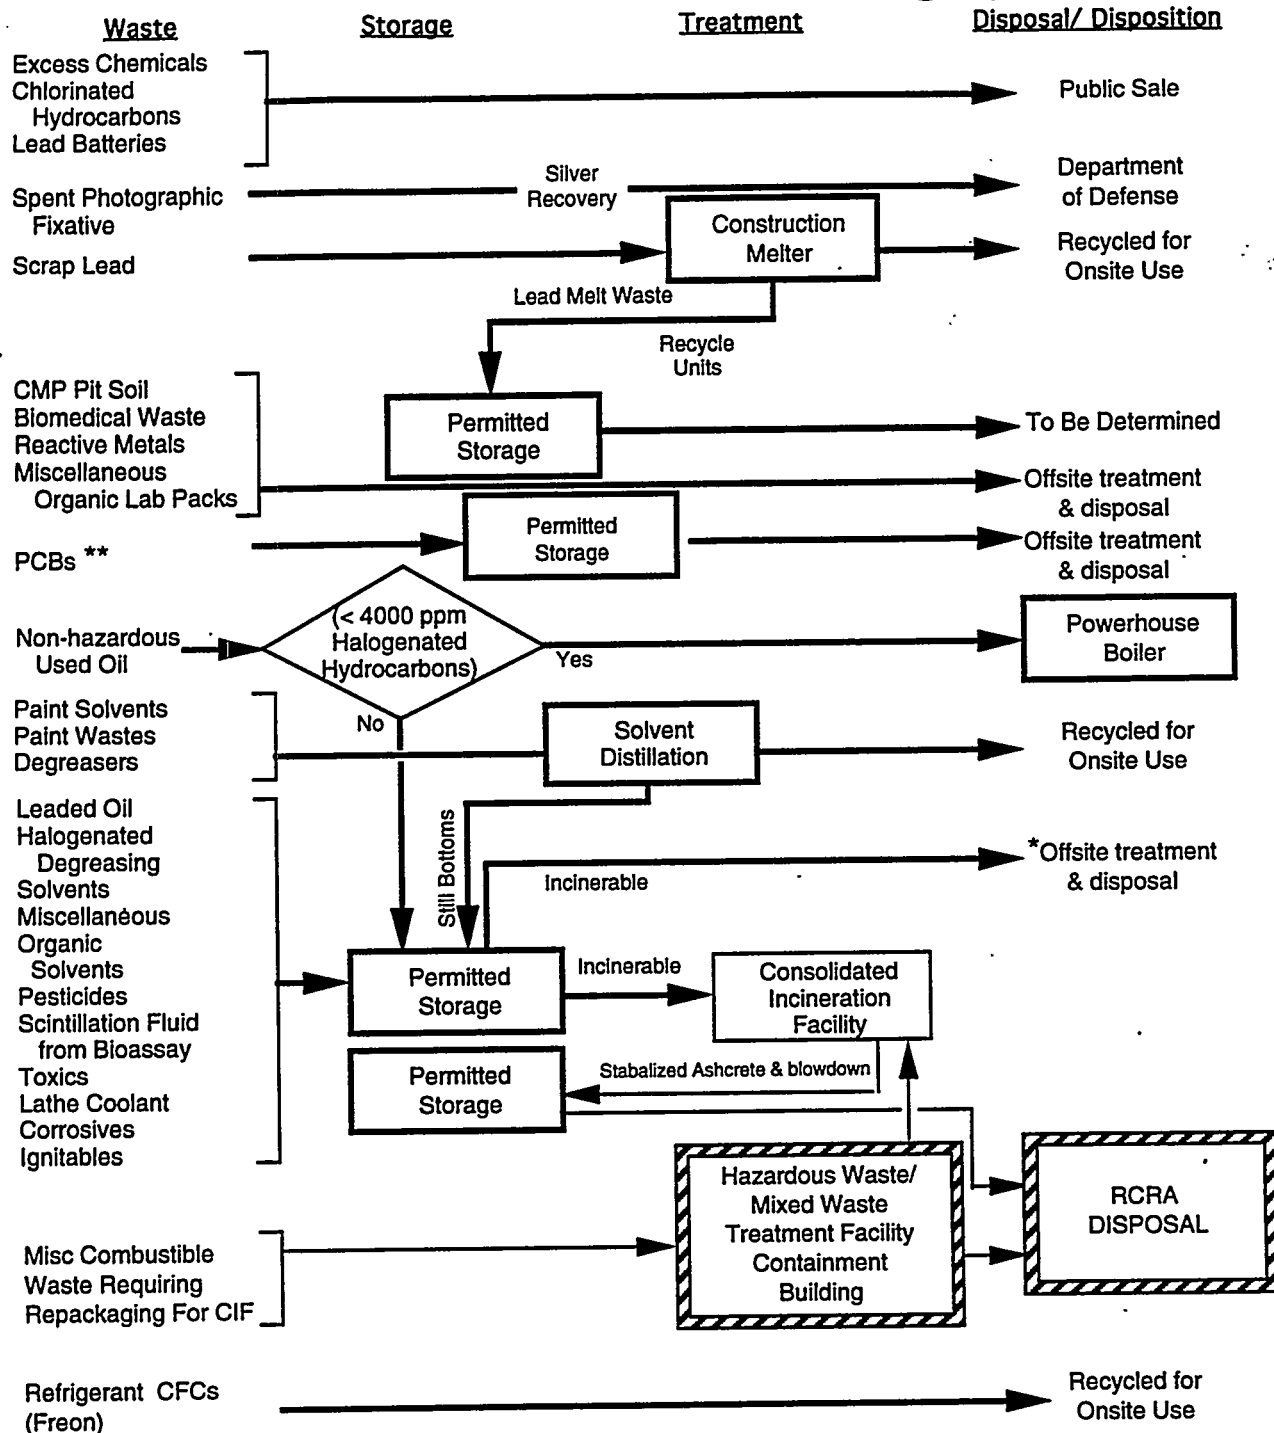 Waste
Storage
Treatment
Disposal/ Disposition
Excess Chemicals
Chlorinated
Hydrocarbons
Lead Batteries
Public Sale
Spent Photographic
Fixative
Silver
Recovery
Department
of Defense
Scrap Lead
Construction
Melter
Recycled for
Onsite Use
Lead Melt Waste
Recycle
Units
CMP Pit Soil
Biomedical Waste
Reactive Metals
Miscellaneous
Organic Lab Packs
Permitted
Storage
To Be Determined
Offsite treatment
& disposal
PCBs **
Permitted
Storage
Offsite treatment
& disposal
Non-hazardous
Used Oil
(< 4000 ppm
Halogenated
Hydrocarbons)
Yes
No
Powerhouse
Boiler
Paint Solvents
Paint Wastes
Degreasers
Solvent
Distillation
Recycled for
Onsite Use
Leaded Oil
Halogenated
Degreasing
Solvents
Miscellaneous
Organic
Solvents
Pesticides
Scintillation Fluid
from Bioassay
Toxics
Lathe Coolant
Corrosives
Ignitables
Still Bottoms
Incinerable
*Offsite treatment
& disposal
Permitted
Storage
Incinerable
Consolidated
Incineration
Facility
Permitted
Storage
Stabalized Ashcrete & blowdown
Misc Combustible
Waste Requiring
Repackaging For CIF
Hazardous Waste/
Mixed Waste
Treatment Facility
Containment
Building
RCRA
DISPOSAL
Refrigerant CFCs
(Freon)
Recycled for
Onsite Use